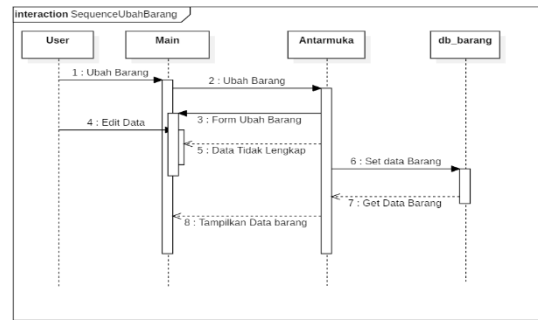 interaction SequenceUbahBarang
User
Main
Antarmuka
db_barang
1 : Ubah Barang
2 : Ubah Barang
3 : Form Ubah Barang
4 : Edit Data
5 : Data Tidak Lengkap
6 : Set data Barang
7 : Get Data Barang
8 : Tampilkan Data barang